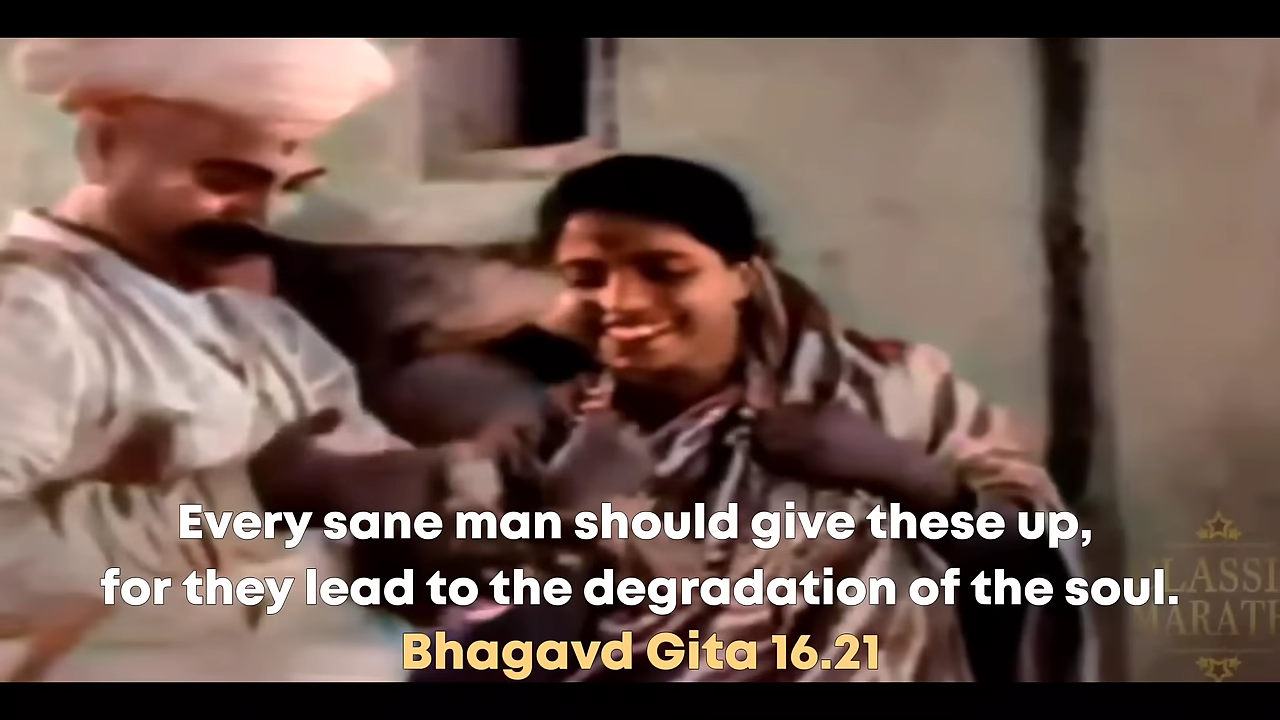 Every sane man should give these up,
for they lead to the degradation of the soul.
Bhagavd Gita 16.21